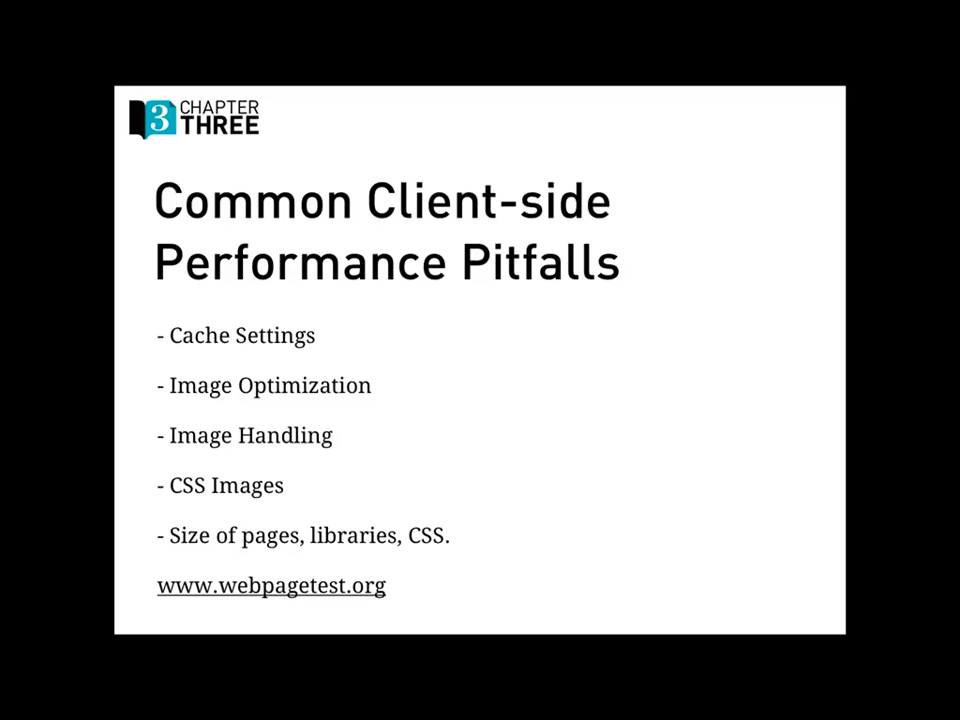 3 CHAPTER
THREE
Common Client-side
Performance Pitfalls
- Cache Settings
- Image Optimization
- Image Handling
- CSS Images
- Size of pages, libraries, CSS.
www.webpagetest.org